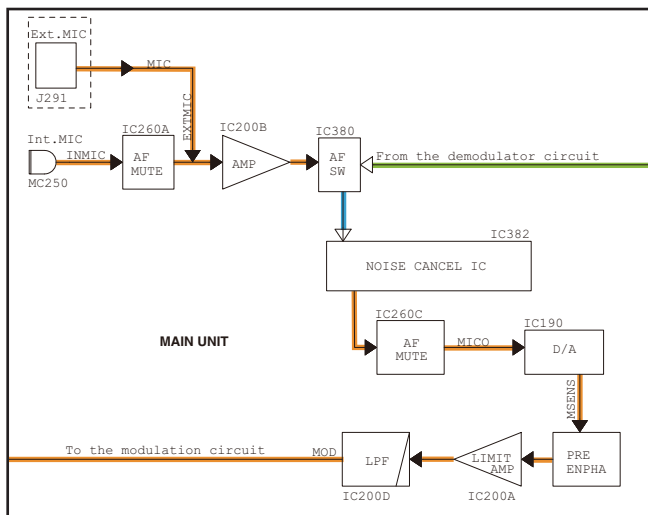 Ext.MIC
J291
MIC
EXTMIC
Int.MIC
INMIC
MC250
IC260A
AF
MUTE
IC200B
AMP
IC380
AF
SW
From the demodulator circuit
IC382
NOISE CANCEL IC
MAIN UNIT
IC260C
AF
MUTE
MICO
IC190
D/A
MSENS
To the modulation circuit
MOD
LPF
IC200D
LIMIT
AMP
IC200A
PRE
ENPHA